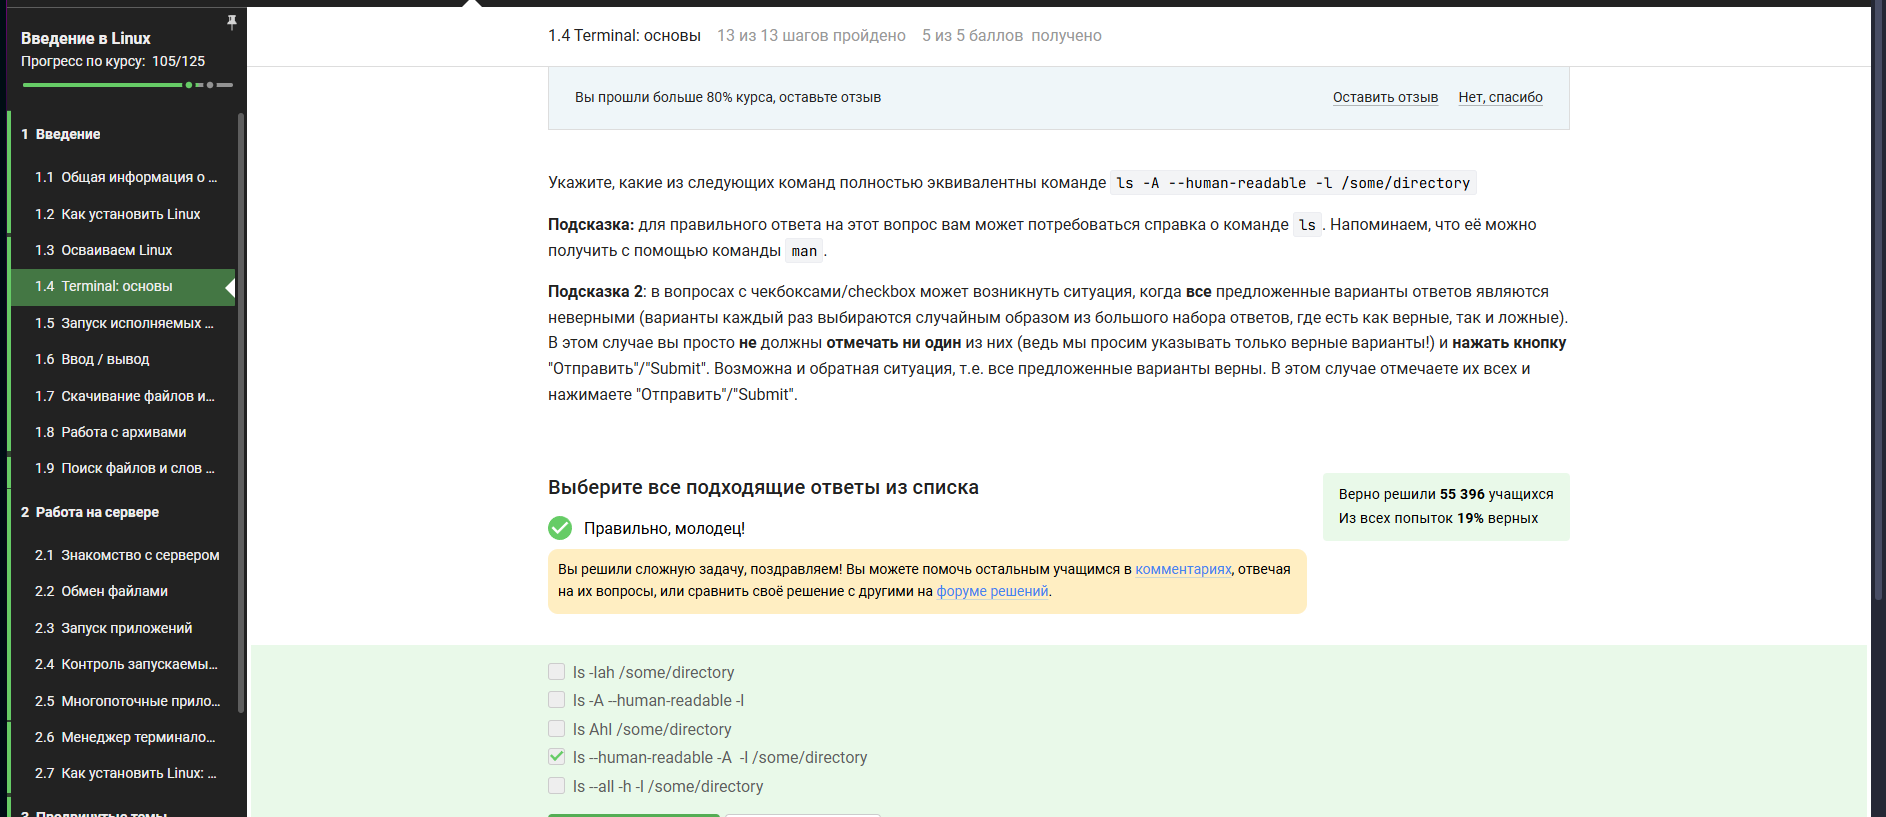 Введение в Linux
Прогресс по курсу: 105/125
1 Введение
1.1 Общая информация о ...
1.2 Как установить Linux
1.3 Осваиваем Linux
1.4 Terminal: основы
1.5 Запуск исполняемых ...
1.6 Ввод / вывод
1.7 Скачивание файлов и...
1.8 Работа с архивами
1.9 Поиск файлов и слов ...
2 Работа на сервере
2.1 Знакомство с сервером
2.2 Обмен файлами
2.3 Запуск приложений
2.4 Контроль запускаемы...
2.5 Многопоточные прило...
2.6 Менеджер терминало...
2.7 Как установить Linux: ...
3 Продвинутые темы
1.4 Terminal: основы 13 из 13 шагов пройдено 5 из 5 баллов получено
Вы прошли больше 80% курса, оставьте отзыв Оставить отзыв Нет, спасибо
Укажите, какие из следующих команд полностью эквивалентны команде ls -A --human-readable -l /some/directory
Подсказка: для правильного ответа на этот вопрос вам может потребоваться справка о команде ls. Напоминаем, что её можно
получить с помощью команды man.
Подсказка 2: в вопросах с чекбоксами/checkbox может возникнуть ситуация, когда все предложенные варианты ответов являются
неверными (варианты каждый раз выбираются случайным образом из большого набора ответов, где есть как верные, так и ложные).
В этом случае вы просто не должны отмечать ни один из них (ведь мы просим указывать только верные варианты!) и нажать кнопку
"Отправить"/"Submit". Возможна и обратная ситуация, т.е. все предложенные варианты верны. В этом случае отмечаете их всех и
нажимаете "Отправить"/"Submit".
Выберите все подходящие ответы из списка
Верно решили 55 396 учащихся
Из всех попыток 19% верных
Правильно, молодец!
Вы решили сложную задачу, поздравляем! Вы можете помочь остальным учащимся в комментариях, отвечая
на их вопросы, или сравнить своё решение с другими на форуме решений.
ls -lah /some/directory
ls -A --human-readable -l
ls Ahl /some/directory
ls --human-readable -A -l /some/directory
ls --all -h -l /some/directory